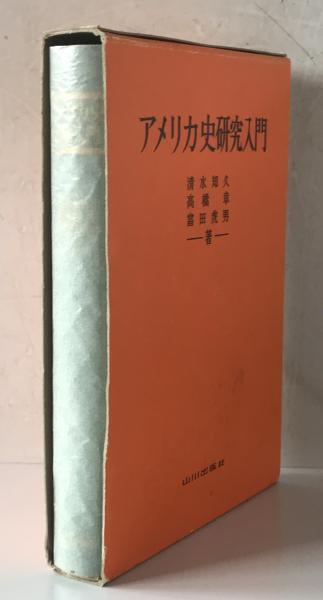 アメリカ史研究入門
清水知久
高橋章
富田虎男
著
山川出版社